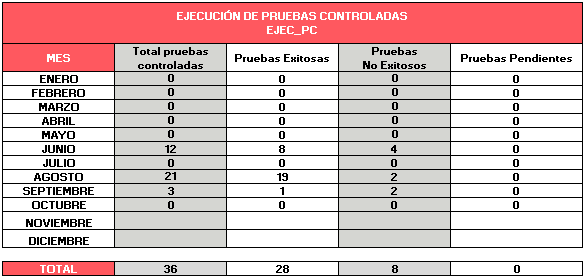 EJECUCIÓN DE PRUEBAS CONTROLADAS
EJEC_PC
MES Total pruebas controladas Pruebas Exitosas Pruebas No Exitosos Pruebas Pendientes
ENERO 0 0 0 0
FEBRERO 0 0 0 0
MARZO 0 0 0 0
ABRIL 0 0 0 0
MAYO 0 0 0 0
JUNIO 12 8 4 0
JULIO 0 0 0 0
AGOSTO 21 19 2 0
SEPTIEMBRE 3 1 2 0
OCTUBRE 0 0 0 0
NOVIEMBRE
DICIEMBRE
TOTAL 36 28 8 0